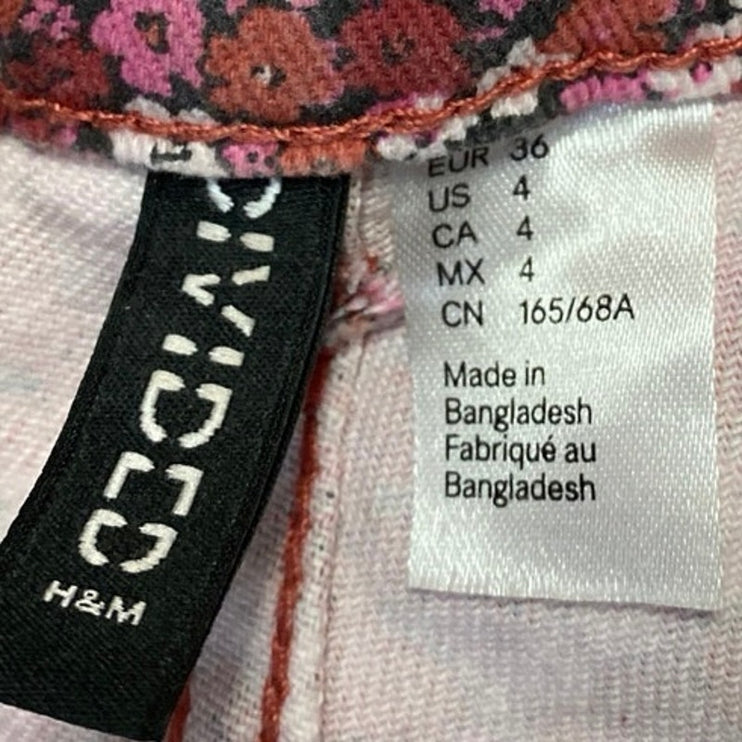 DIVIDED
H&M
EUR 36
US 4
CA 4
MX 4
CN 165/68A
Made in
Bangladesh
Fabriqué au
Bangladesh